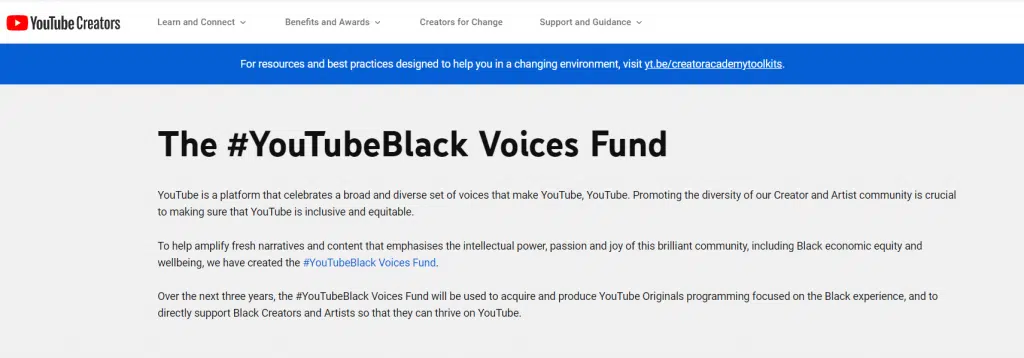 YouTube Creators Learn and Connect Benefits and Awards Creators for Change Support and Guidance
For resources and best practices designed to help you in a changing environment, visit yt.be/creatoracademytoolkits.
The #YouTubeBlack Voices Fund
YouTube is a platform that celebrates a broad and diverse set of voices that make YouTube, YouTube. Promoting the diversity of our Creator and Artist community is crucial
to making sure that YouTube is inclusive and equitable.
To help amplify fresh narratives and content that emphasises the intellectual power, passion and joy of this brilliant community, including Black economic equity and
wellbeing, we have created the #YouTubeBlack Voices Fund.
Over the next three years, the #YouTubeBlack Voices Fund will be used to acquire and produce YouTube Originals programming focused on the Black experience, and to
directly support Black Creators and Artists so that they can thrive on YouTube.